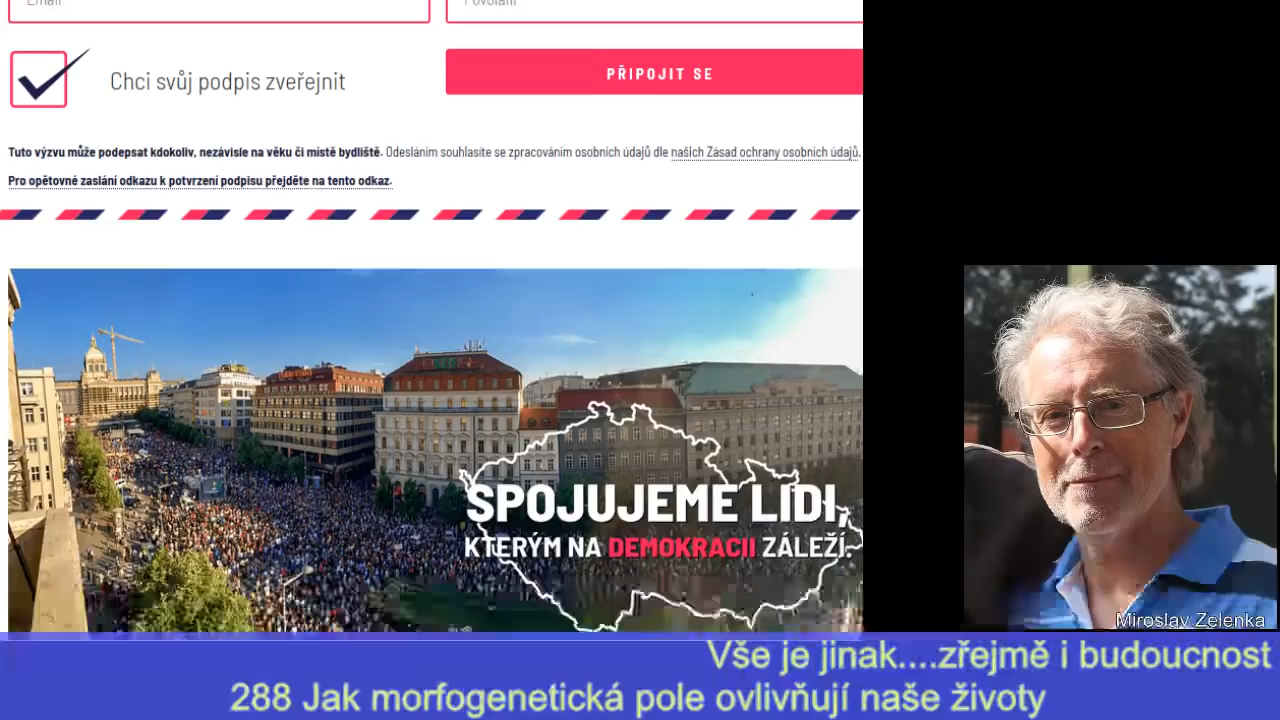 Email
Povolání
Chci svůj podpis zveřejnit
PŘIPOJIT SE
Tuto výzvu může podepsat kdokoliv, nezávisle na věku či místě bydliště. Odesláním souhlasíte se zpracováním osobních údajů dle našich Zásad ochrany osobních údajů.
Pro opětovné zaslání odkazu k potvrzení podpisu přejděte na tento odkaz.
SPOJUJEME LIDI,
KTERÝM NA DEMOKRACII ZÁLEŽÍ.
Miroslav Zelenka
Vše je jinak....zřejmě i budoucnost
288 Jak morfogenetická pole ovlivňují naše životy